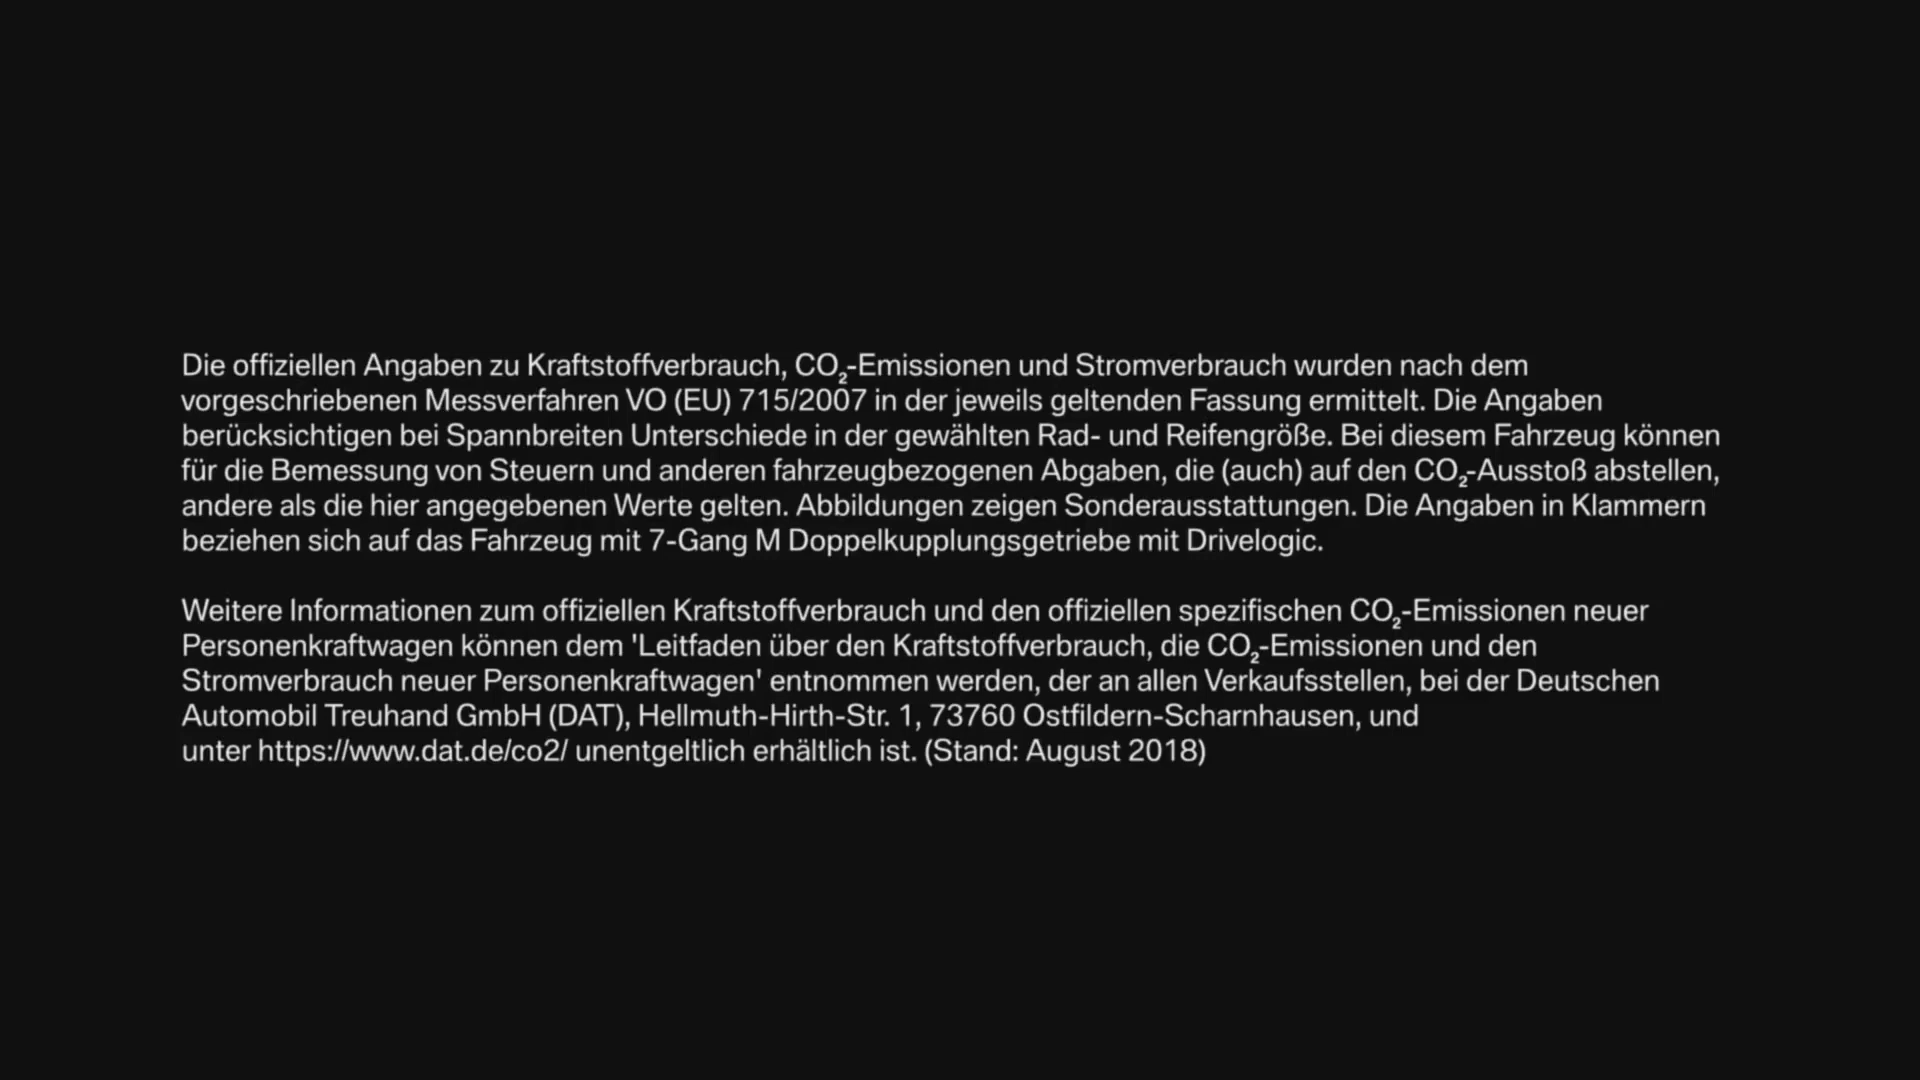 Die offiziellen Angaben zu Kraftstoffverbrauch, CO₂-Emissionen und Stromverbrauch wurden nach dem
vorgeschriebenen Messverfahren VO (EU) 715/2007 in der jeweils geltenden Fassung ermittelt. Die Angaben
berücksichtigen bei Spannbreiten Unterschiede in der gewählten Rad- und Reifengröße. Bei diesem Fahrzeug können
für die Bemessung von Steuern und anderen fahrzeugbezogenen Abgaben, die (auch) auf den CO₂-Ausstoß abstellen,
andere als die hier angegebenen Werte gelten. Abbildungen zeigen Sonderausstattungen. Die Angaben in Klammern
beziehen sich auf das Fahrzeug mit 7-Gang M Doppelkupplungsgetriebe mit Drivelogic.
Weitere Informationen zum offiziellen Kraftstoffverbrauch und den offiziellen spezifischen CO₂-Emissionen neuer
Personenkraftwagen können dem 'Leitfaden über den Kraftstoffverbrauch, die CO₂-Emissionen und den
Stromverbrauch neuer Personenkraftwagen' entnommen werden, der an allen Verkaufsstellen, bei der Deutschen
Automobil Treuhand GmbH (DAT), Hellmuth-Hirth-Str. 1, 73760 Ostfildern-Scharnhausen, und
unter https://www.dat.de/co2/ unentgeltlich erhältlich ist. (Stand: August 2018)